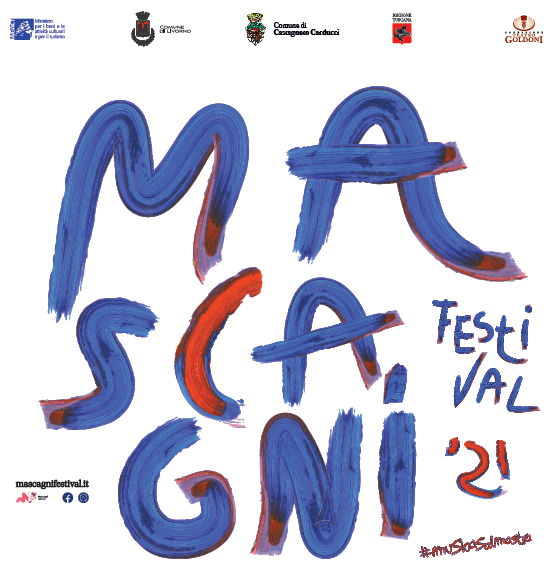 Ministero
per i beni e le
attività culturali
e per il turismo
COMUNE
DI LIVORNO
Comune di
Castagneto Carducci
REGIONE
TOSCANA
GOLDONI
MA
SCA
GNI
FESTI
VAL
'21
mascagnifestival.it